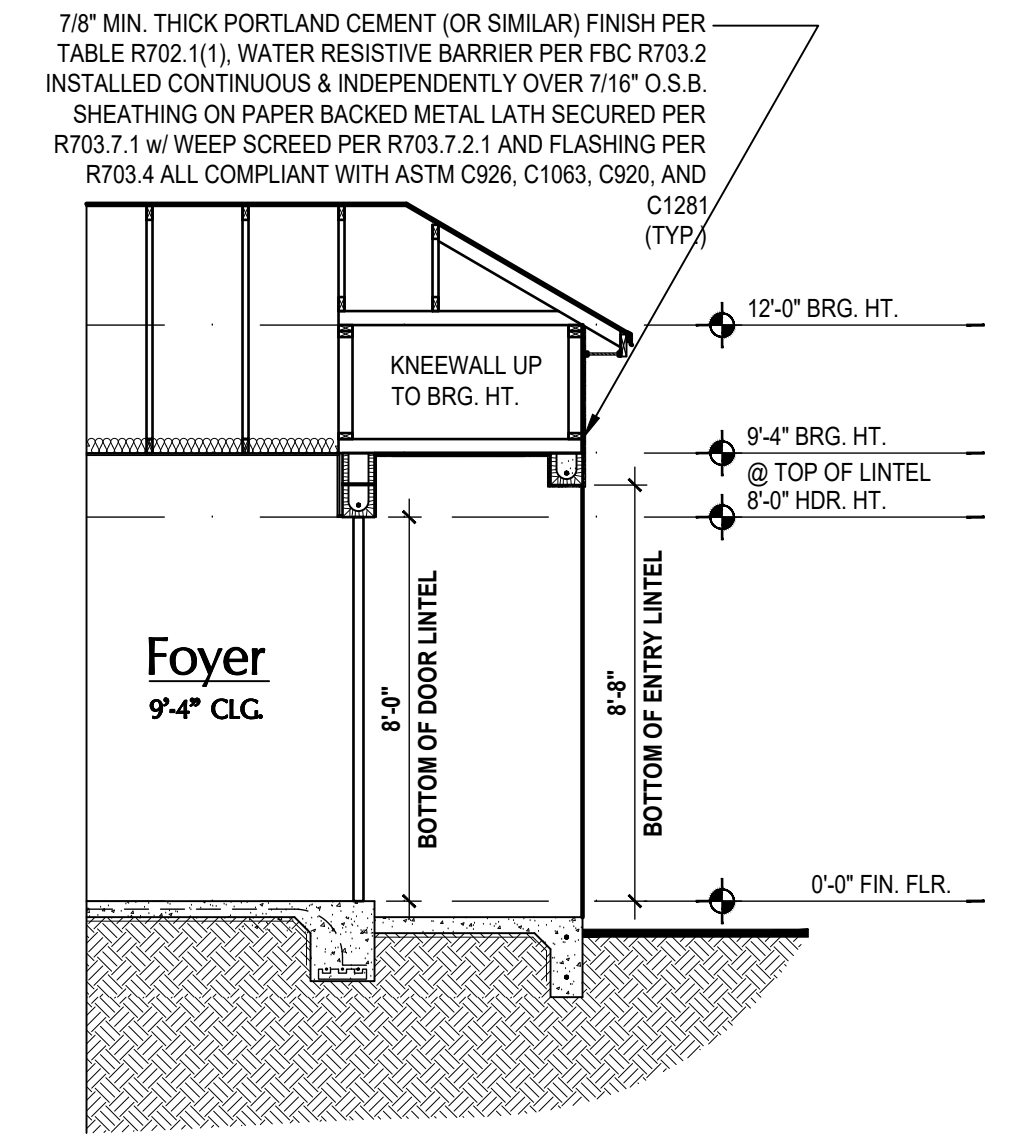 7/8" MIN. THICK PORTLAND CEMENT (OR SIMILAR) FINISH PER
TABLE R702.1(1), WATER RESISTIVE BARRIER PER FBC R703.2
INSTALLED CONTINUOUS & INDEPENDENTLY OVER 7/16" O.S.B.
SHEATHING ON PAPER BACKED METAL LATH SECURED PER
R703.7.1 w/ WEEP SCREED PER R703.7.2.1 AND FLASHING PER
R703.4 ALL COMPLIANT WITH ASTM C926, C1063, C920, AND
C1281
(TYP.)
12'-0" BRG. HT.
KNEEWALL UP
TO BRG. HT.
9'-4" BRG. HT.
@ TOP OF LINTEL
8'-0" HDR. HT.
Foyer
9'-4" CLG.
8'-0"
BOTTOM OF DOOR LINTEL
8'-8"
BOTTOM OF ENTRY LINTEL
0'-0" FIN. FLR.